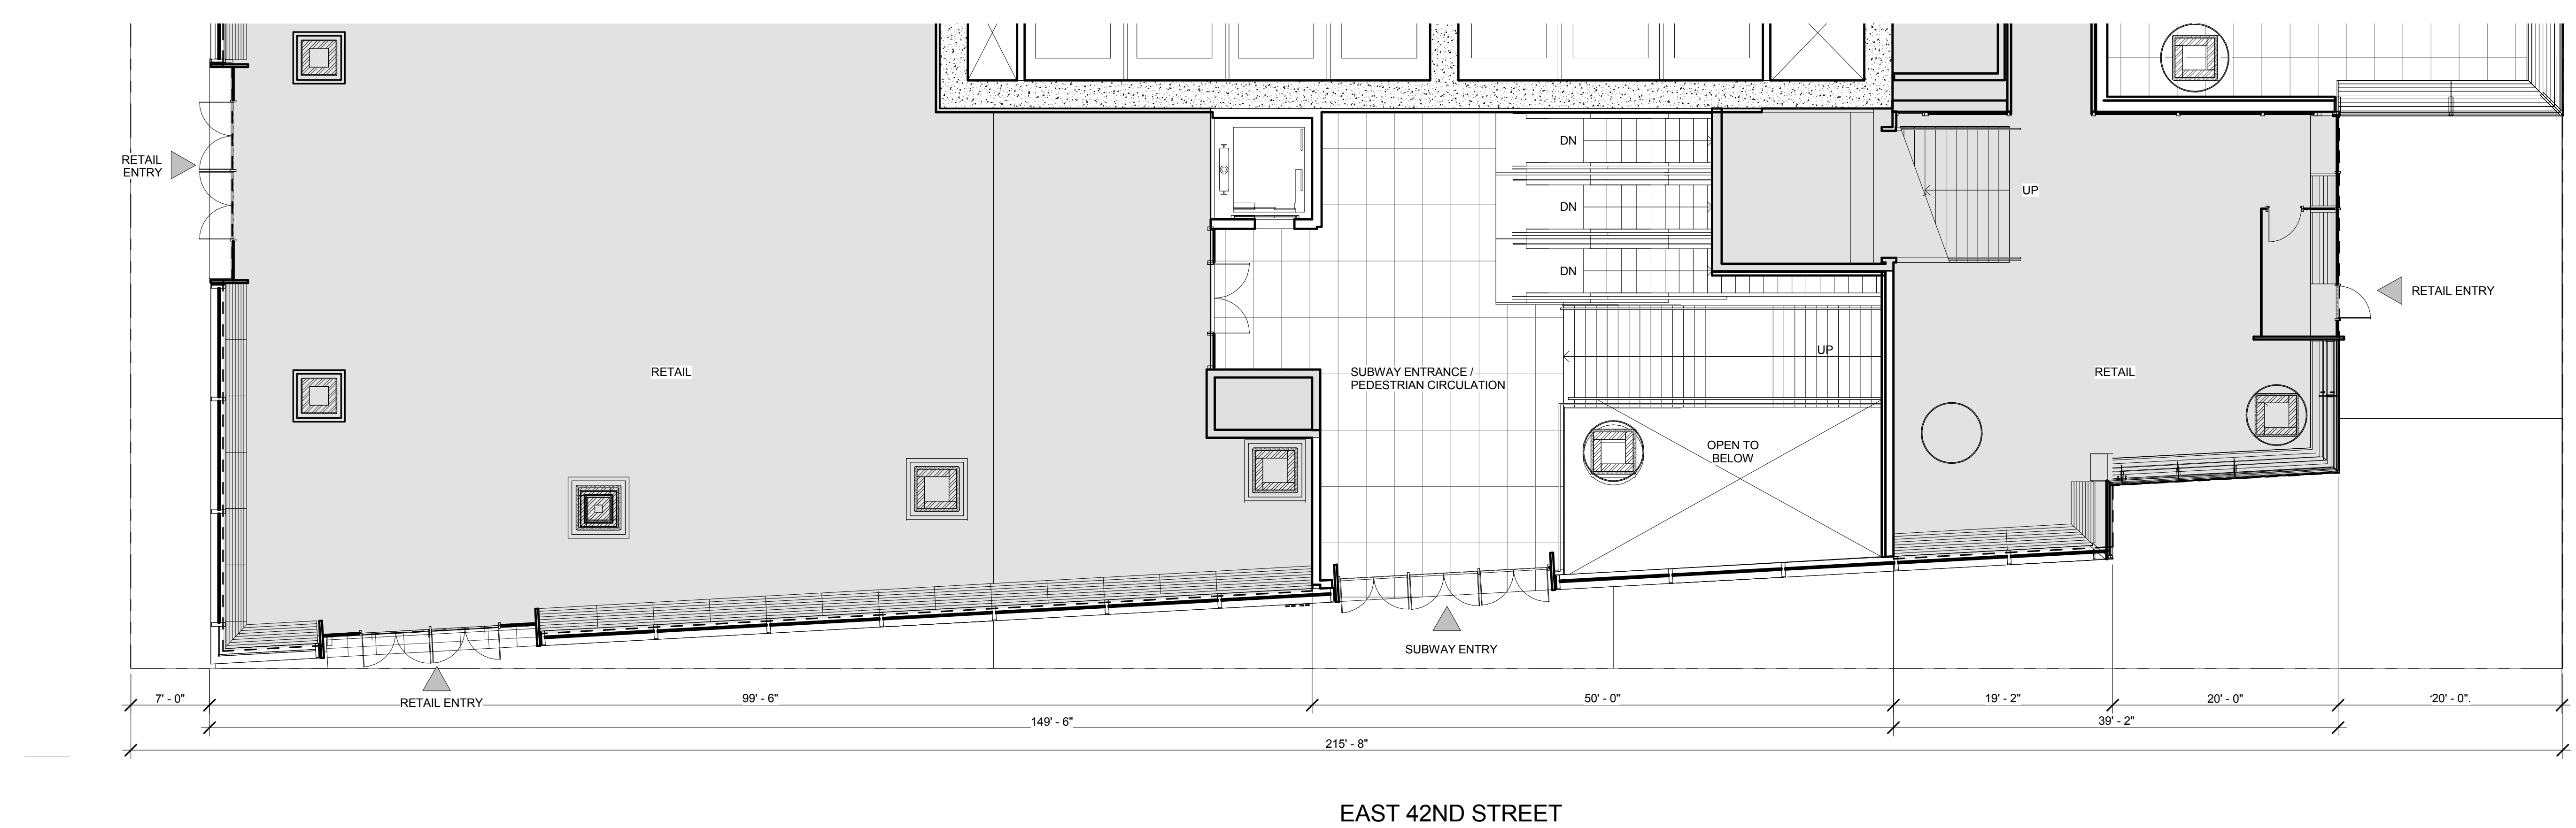 DN
RETAIL
ENTRY
UP
DN
DN
RETAIL ENTRY
UP
RETAIL
SUBWAY ENTRANCE /
PEDESTRIAN CIRCULATION
RETAIL
OPEN TO
BELOW
SUBWAY ENTRY
RETAIL ENTRY
7' - 0"
99' - 6"
50' - 0"
19' - 2"
20' - 0"
20' - 0".
149' - 6"
39' - 2"
215' - 8"
EAST 42ND STREET